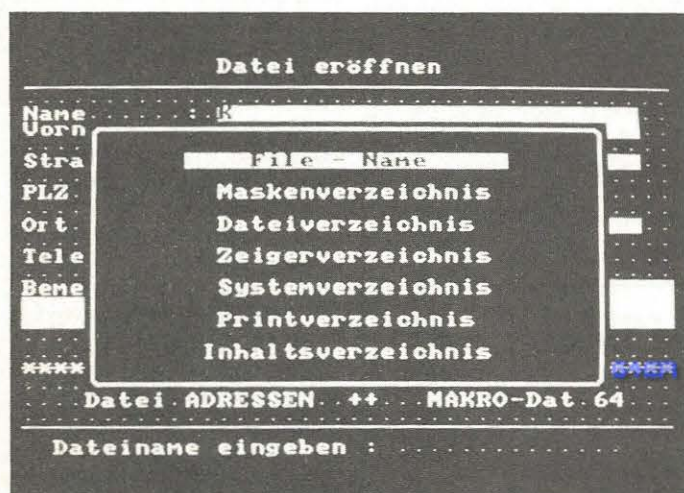 Datei eröffnen
Name : K
Vorn
File - Name
Stra
Maskenverzeichnis
PLZ
Dateiverzeichnis
Ort
Zeigerverzeichnis
Tele
Systemverzeichnis
Beme
Printverzeichnis
Inhaltsverzeichnis
**** ****
Datei ADRESSEN ++ MAKRO-Dat 64
Dateiname eingeben :